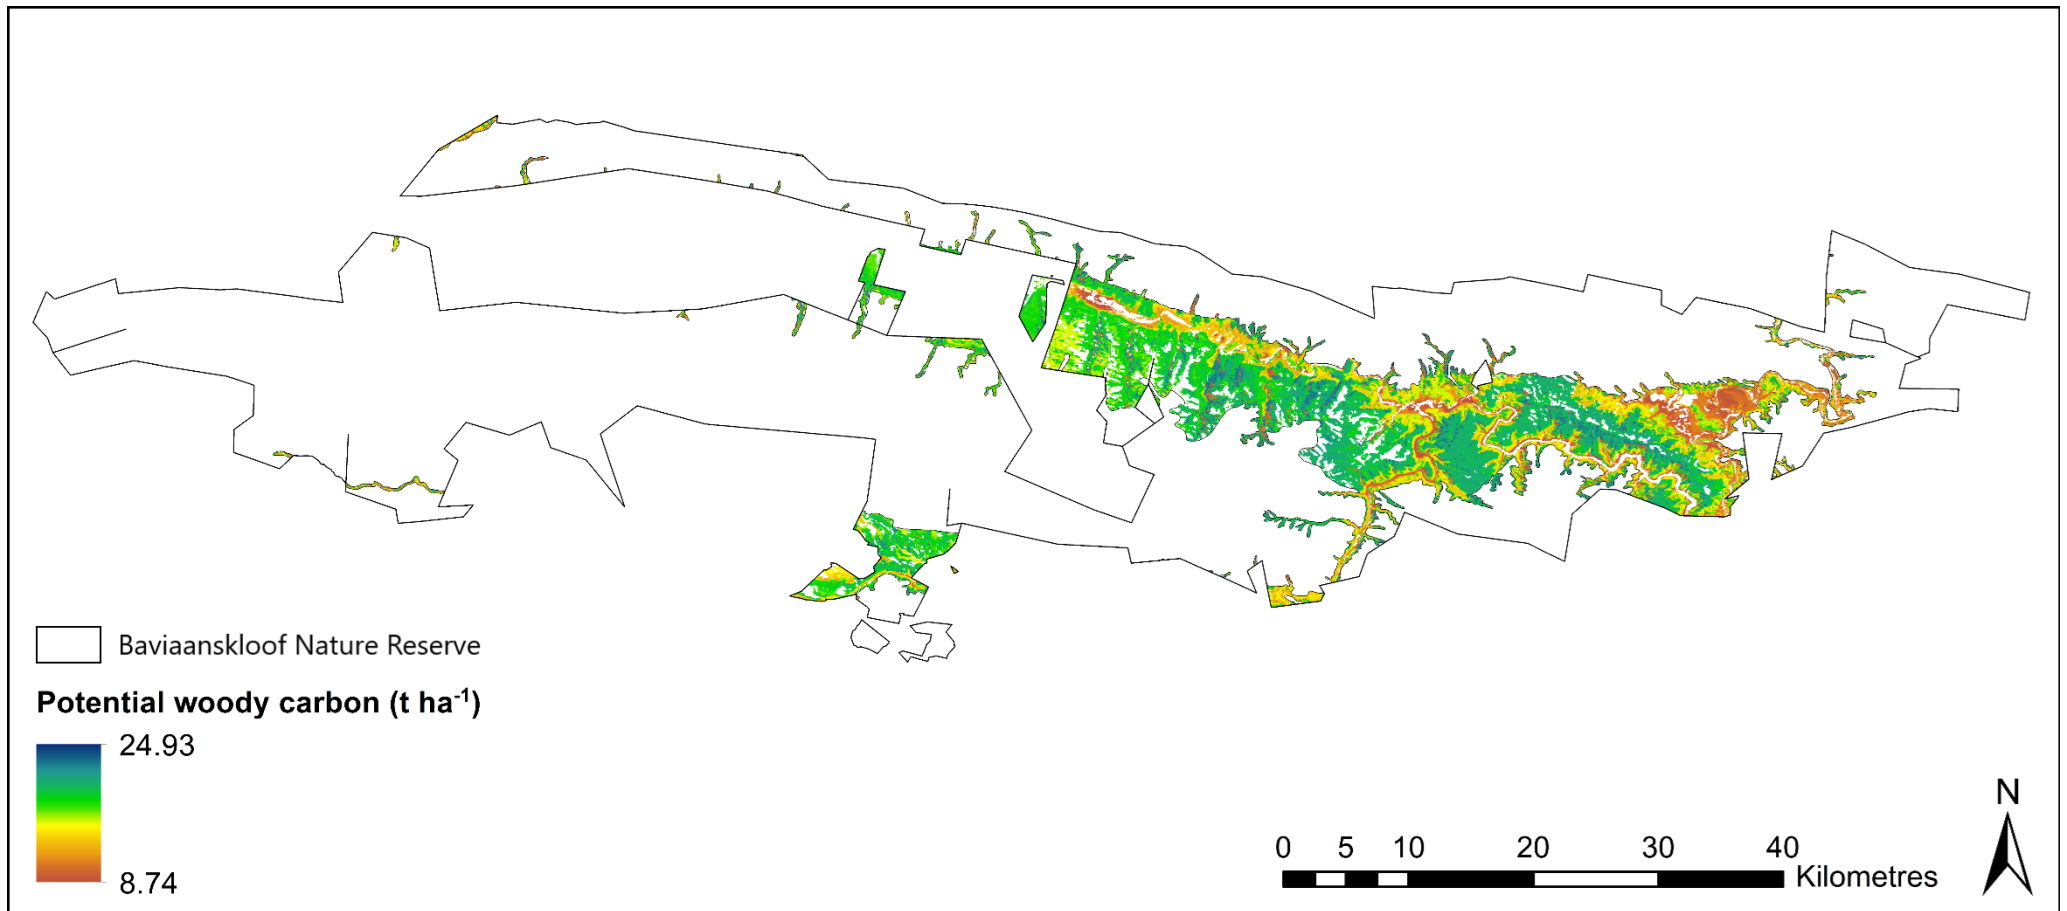 Baviaanskloof Nature Reserve
Potential woody carbon (t ha⁻¹)
24.93
8.74
N
0 5 10 20 30 40
Kilometres